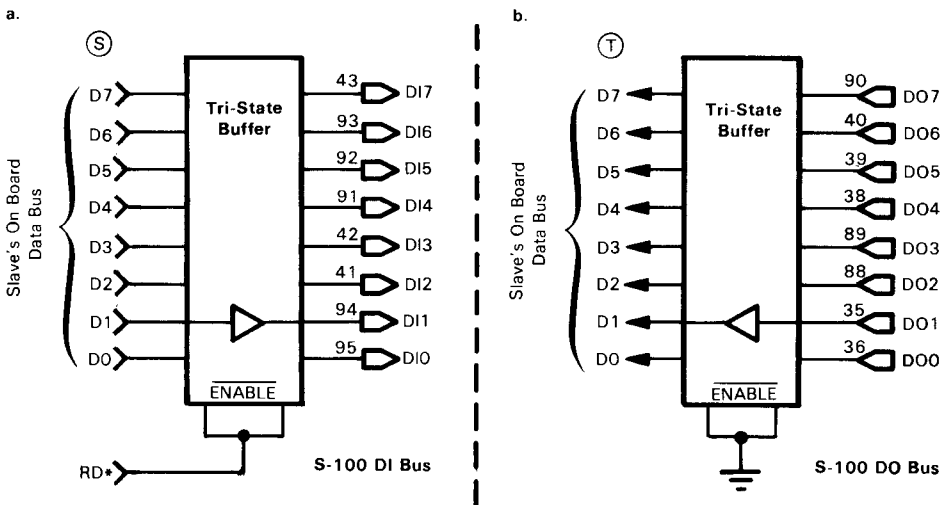 a.
S
Slave's On Board
Data Bus
D7
D6
D5
D4
D3
D2
D1
D0
Tri-State
Buffer
ENABLE
43 DI7
93 DI6
92 DI5
91 DI4
42 DI3
41 DI2
94 DI1
95 DI0
RD*
S-100 DI Bus
b.
T
Slave's On Board
Data Bus
D7
D6
D5
D4
D3
D2
D1
D0
Tri-State
Buffer
ENABLE
90 DO7
40 DO6
39 DO5
38 DO4
89 DO3
88 DO2
35 DO1
36 DO0
S-100 DO Bus